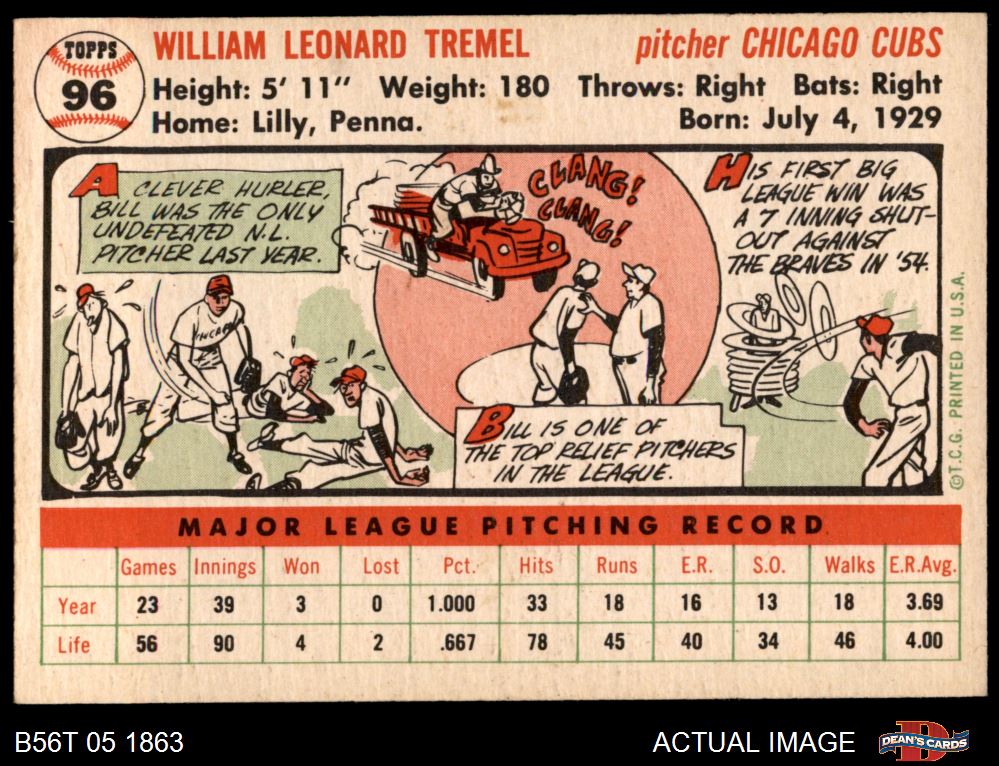 TOPPS
96
WILLIAM LEONARD TREMEL
pitcher CHICAGO CUBS
Height: 5' 11" Weight: 180 Throws: Right Bats: Right
Home: Lilly, Penna. Born: July 4, 1929
A CLEVER HURLER,
BILL WAS THE ONLY
UNDEFEATED N.L.
PITCHER LAST YEAR.
CHICAGO
CLANG!
CLANG!
BILL IS ONE OF
THE TOP RELIEF PITCHERS
IN THE LEAGUE.
HIS FIRST BIG
LEAGUE WIN WAS
A 7 INNING SHUT-
OUT AGAINST
THE BRAVES IN '54.
©T.C.G. PRINTED IN U.S.A.
MAJOR LEAGUE PITCHING RECORD
Games Innings Won Lost Pct. Hits Runs E.R. S.O. Walks E.R.Avg.
Year 23 39 3 0 1.000 33 18 16 13 18 3.69
Life 56 90 4 2 .667 78 45 40 34 46 4.00
B56T 05 1863
ACTUAL IMAGE
D
DEAN'S CARDS